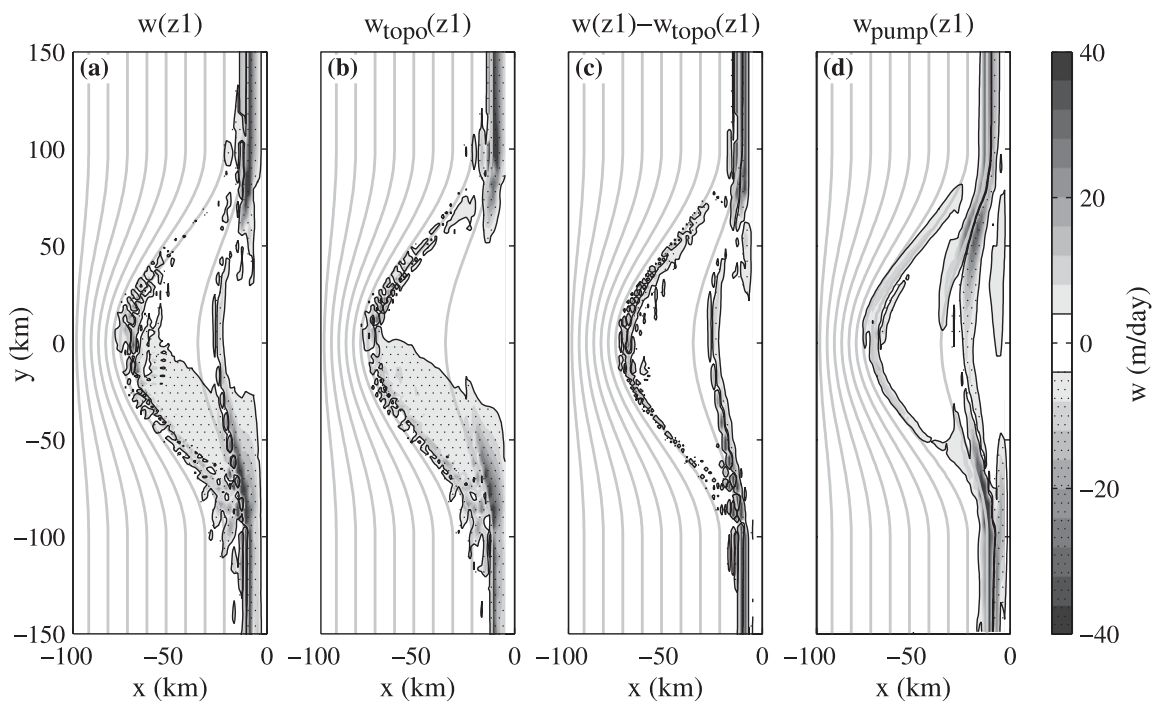 w(z1) w_topo(z1) w(z1)−w_topo(z1) w_pump(z1)
(a) (b) (c) (d)
150
100
50
0
−50
−100
−150
y (km)
−100 −50 0 −100 −50 0 −100 −50 0 −100 −50 0
x (km) x (km) x (km) x (km)
40
20
0
−20
−40
w (m/day)